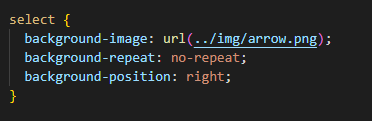 select {
  background-image: url(../img/arrow.png);
  background-repeat: no-repeat;
  background-position: right;
}